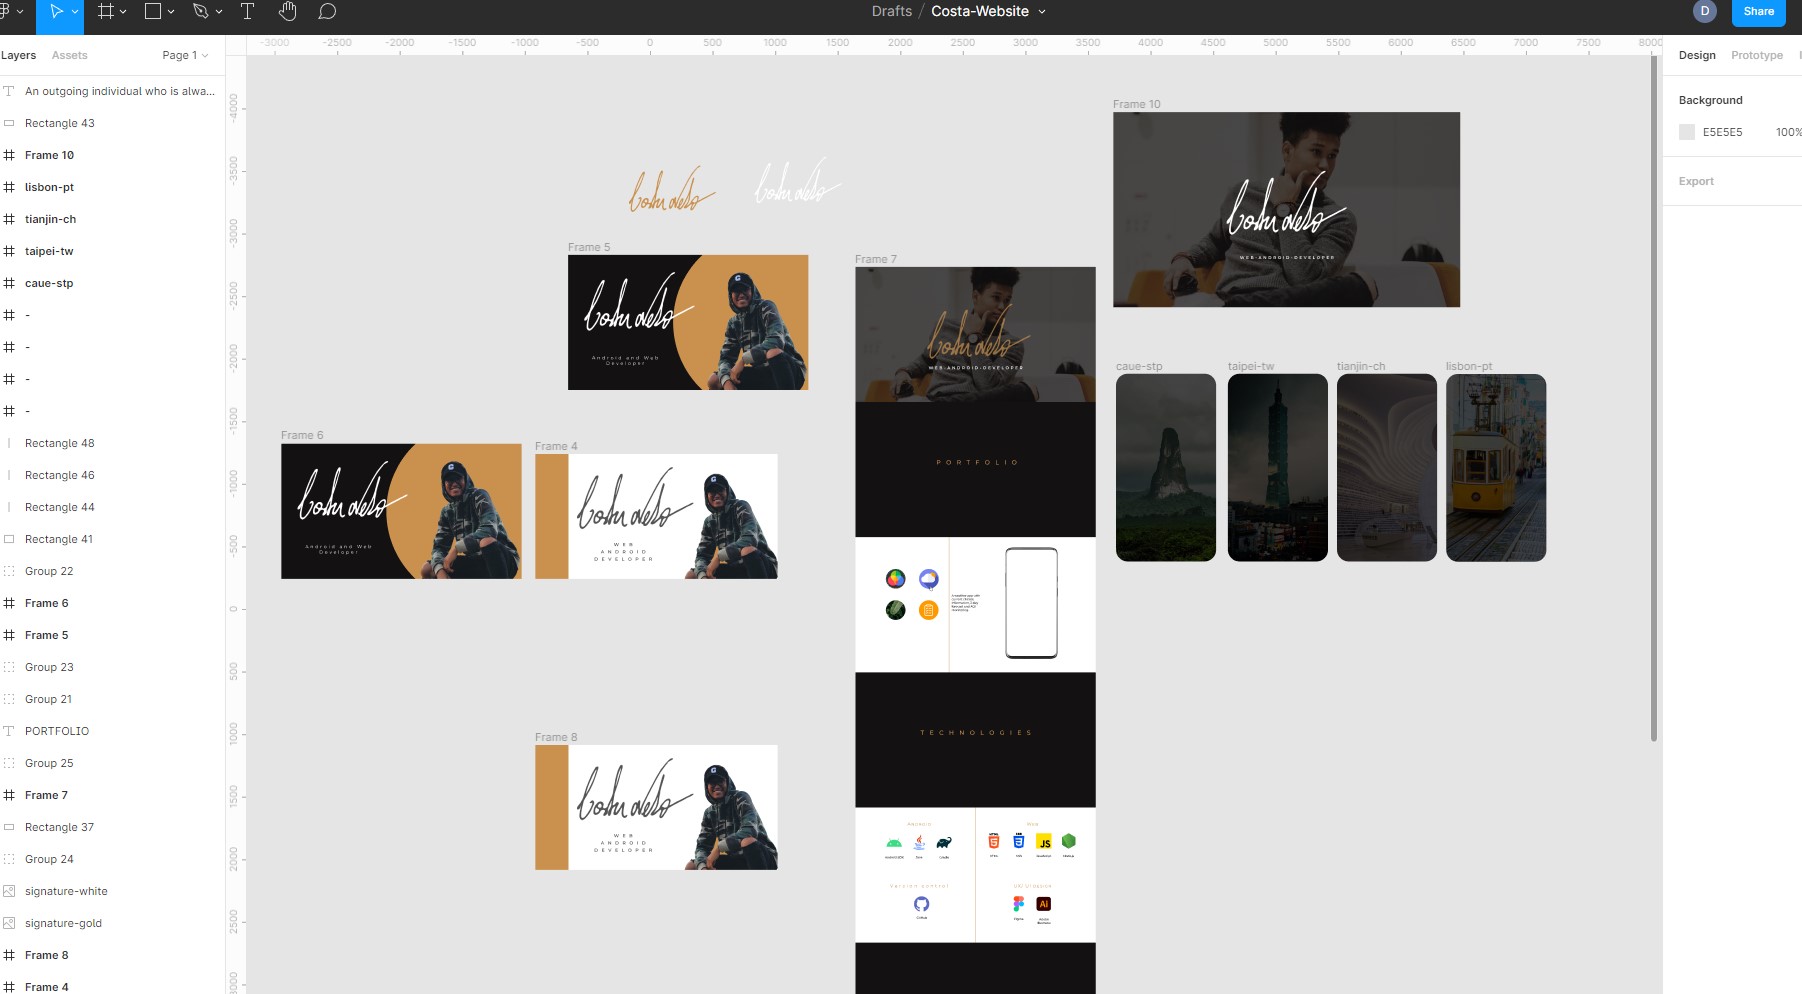 Drafts / Costa-Website
D
Share
Layers
Assets
Page 1
-3000 -2500 -2000 -1500 -1000 -500 0 500 1000 1500 2000 2500 3000 3500 4000 4500 5000 5500 6000 6500 7000 7500 8000
Design
Prototype
Background
E5E5E5
100%
Export
An outgoing individual who is alwa...
Rectangle 43
Frame 10
lisbon-pt
tianjin-ch
taipei-tw
caue-stp
-
-
-
-
Rectangle 48
Rectangle 46
Rectangle 44
Rectangle 41
Group 22
Frame 6
Frame 5
Group 23
Group 21
PORTFOLIO
Group 25
Frame 7
Rectangle 37
Group 24
signature-white
signature-gold
Frame 8
Frame 4
-4000
-3500
-3000
-2500
-2000
-1500
-1000
-500
0
500
1000
1500
2000
2500
3000
Frame 5
Android and Web
Developer
Frame 6
Android and Web
Developer
Frame 4
WEB
ANDROID
DEVELOPER
Frame 8
WEB
ANDROID
DEVELOPER
Frame 7
WEB-ANDROID-DEVELOPER
PORTFOLIO
TECHNOLOGIES
Android
Web
JS
Version control
Ai
Frame 10
WEB-ANDROID-DEVELOPER
caue-stp
taipei-tw
tianjin-ch
lisbon-pt